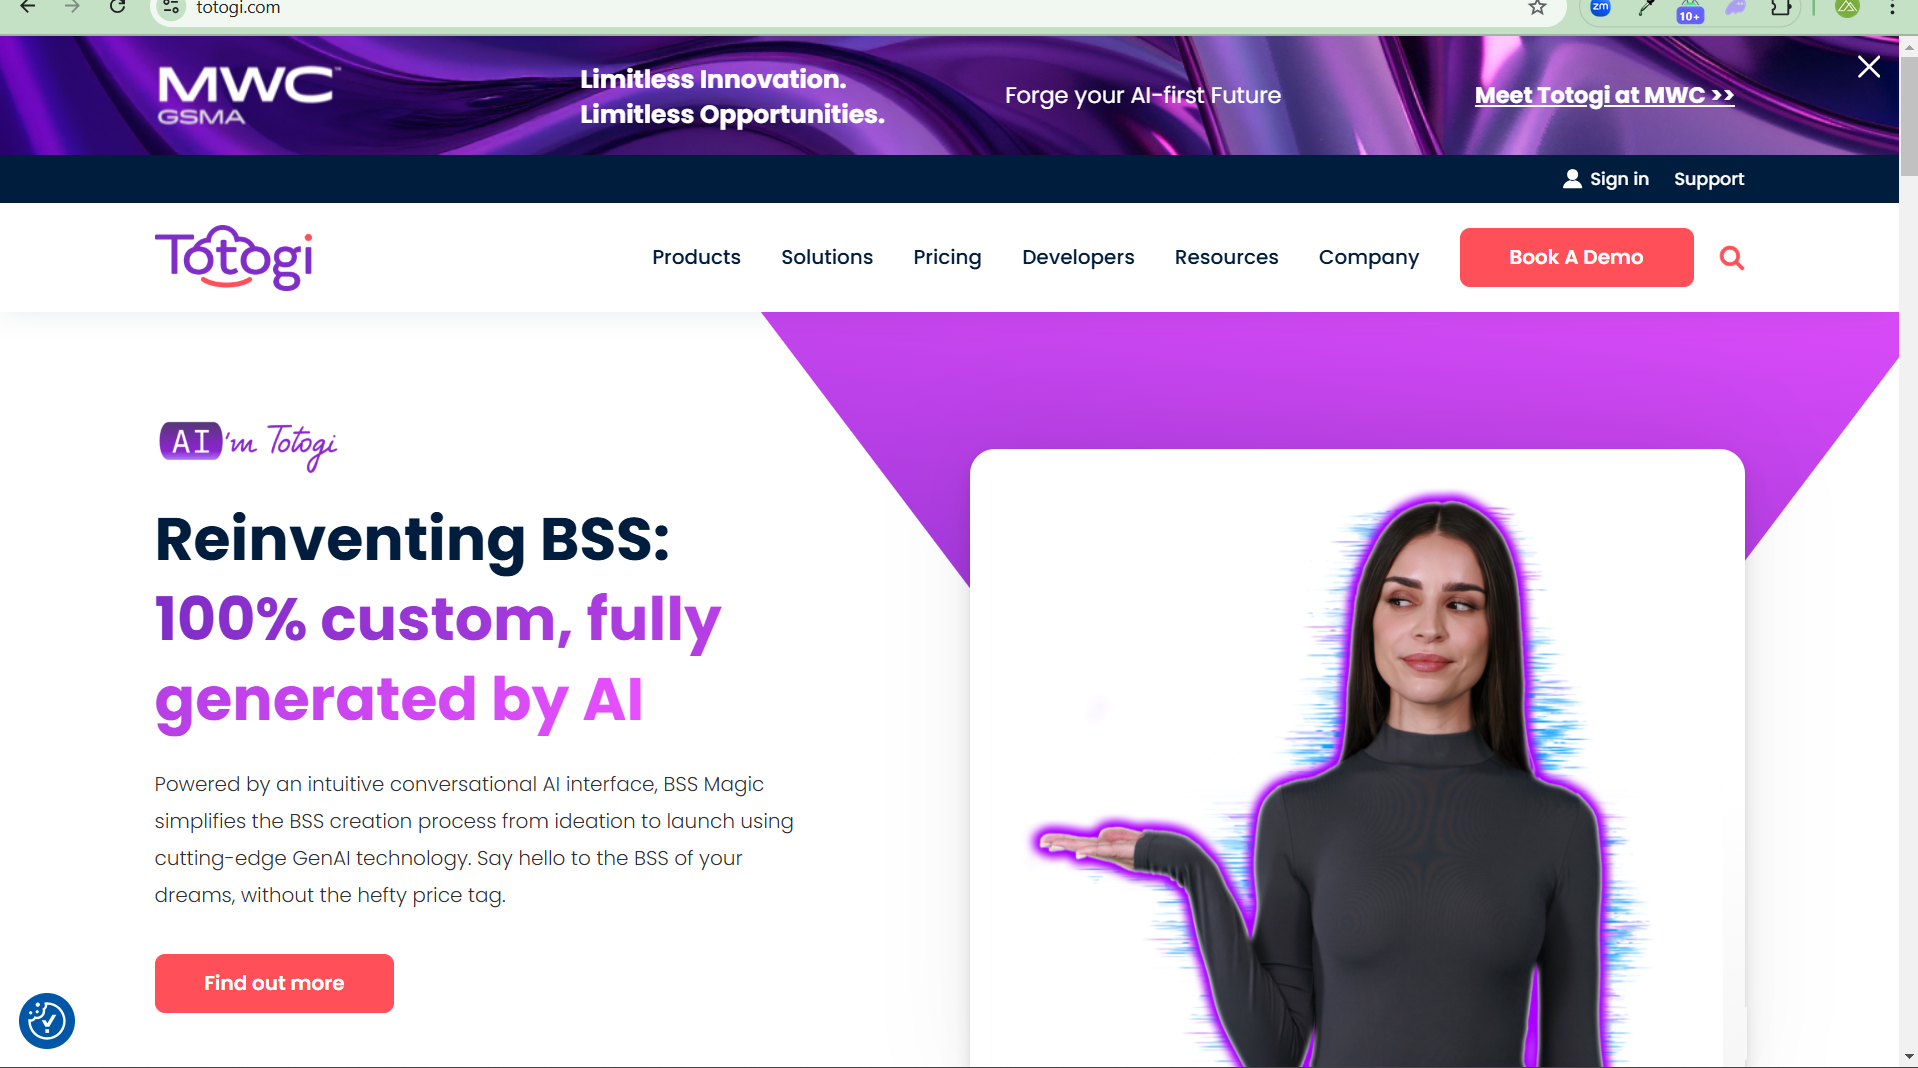 totogi.com
zm
10+
MWC™
GSMA
Limitless Innovation.
Limitless Opportunities.
Forge your AI-first Future
Meet Totogi at MWC >>
Sign in
Support
Totogi
Products
Solutions
Pricing
Developers
Resources
Company
Book A Demo
AI'm Totogi
Reinventing BSS:
100% custom, fully
generated by AI
Powered by an intuitive conversational AI interface, BSS Magic
simplifies the BSS creation process from ideation to launch using
cutting-edge GenAI technology. Say hello to the BSS of your
dreams, without the hefty price tag.
Find out more